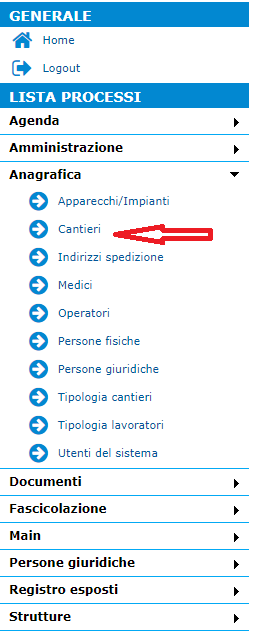 GENERALE
Home
Logout
LISTA PROCESSI
Agenda
Amministrazione
Anagrafica
Apparecchi/Impianti
Cantieri
Indirizzi spedizione
Medici
Operatori
Persone fisiche
Persone giuridiche
Tipologia cantieri
Tipologia lavoratori
Utenti del sistema
Documenti
Fascicolazione
Main
Persone giuridiche
Registro esposti
Strutture